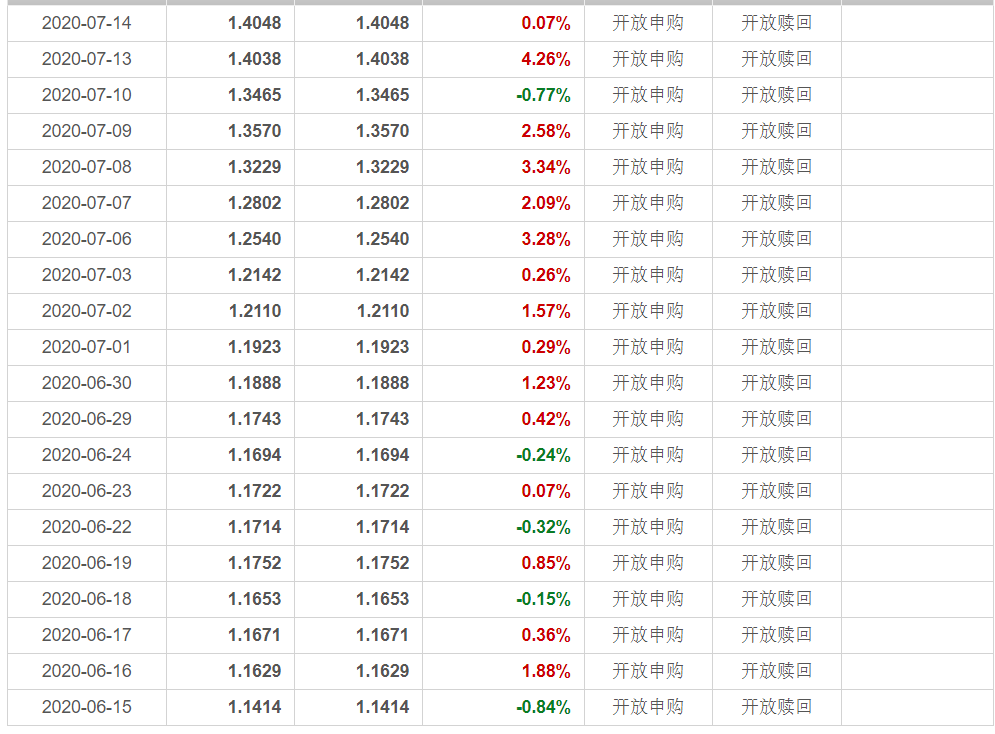 2020-07-14 1.4048 1.4048 0.07% 开放申购 开放赎回
2020-07-13 1.4038 1.4038 4.26% 开放申购 开放赎回
2020-07-10 1.3465 1.3465 -0.77% 开放申购 开放赎回
2020-07-09 1.3570 1.3570 2.58% 开放申购 开放赎回
2020-07-08 1.3229 1.3229 3.34% 开放申购 开放赎回
2020-07-07 1.2802 1.2802 2.09% 开放申购 开放赎回
2020-07-06 1.2540 1.2540 3.28% 开放申购 开放赎回
2020-07-03 1.2142 1.2142 0.26% 开放申购 开放赎回
2020-07-02 1.2110 1.2110 1.57% 开放申购 开放赎回
2020-07-01 1.1923 1.1923 0.29% 开放申购 开放赎回
2020-06-30 1.1888 1.1888 1.23% 开放申购 开放赎回
2020-06-29 1.1743 1.1743 0.42% 开放申购 开放赎回
2020-06-24 1.1694 1.1694 -0.24% 开放申购 开放赎回
2020-06-23 1.1722 1.1722 0.07% 开放申购 开放赎回
2020-06-22 1.1714 1.1714 -0.32% 开放申购 开放赎回
2020-06-19 1.1752 1.1752 0.85% 开放申购 开放赎回
2020-06-18 1.1653 1.1653 -0.15% 开放申购 开放赎回
2020-06-17 1.1671 1.1671 0.36% 开放申购 开放赎回
2020-06-16 1.1629 1.1629 1.88% 开放申购 开放赎回
2020-06-15 1.1414 1.1414 -0.84% 开放申购 开放赎回